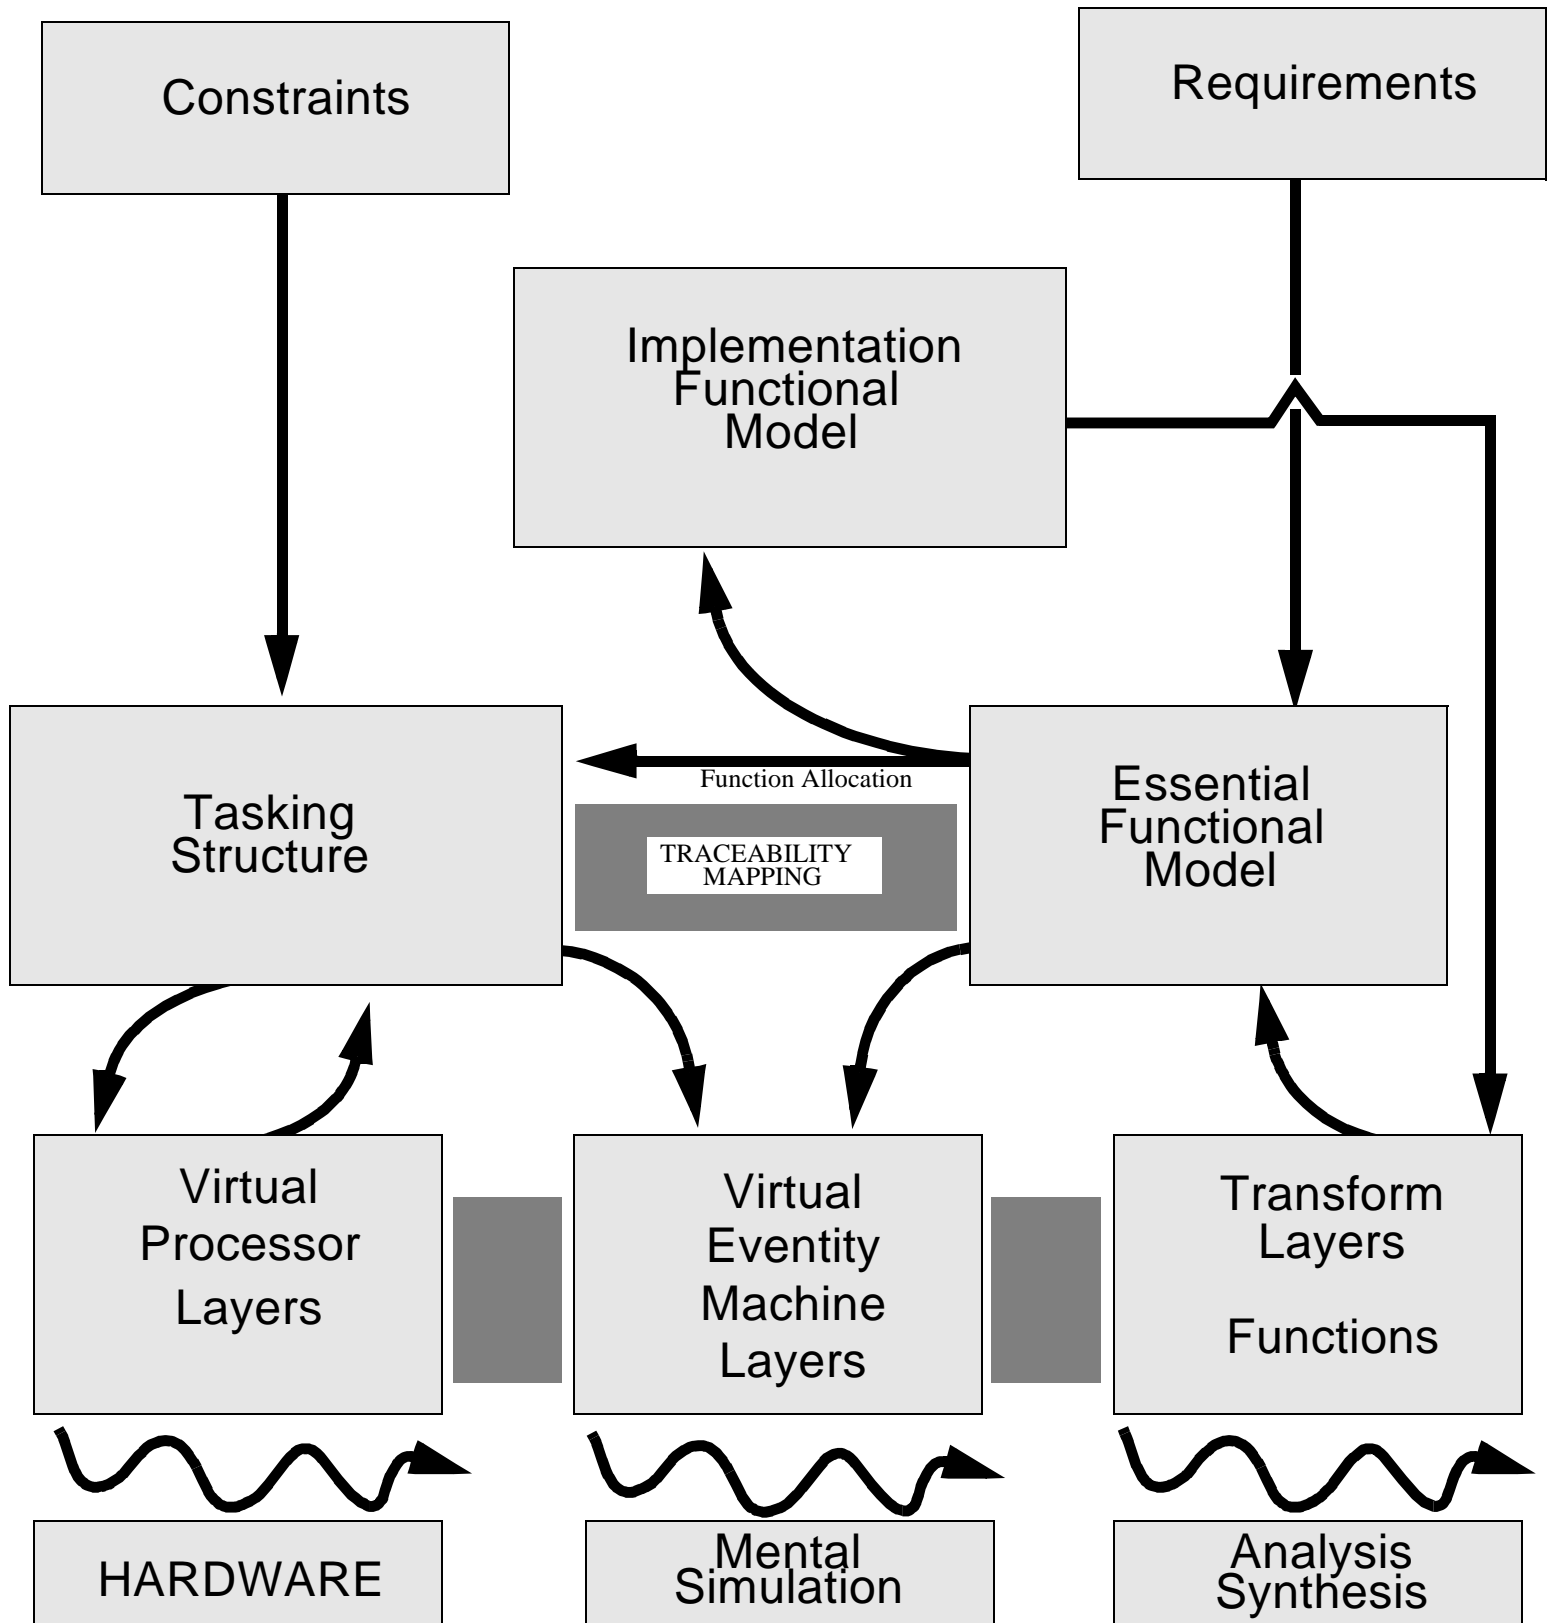 Constraints
Requirements
Implementation
Functional
Model
Function Allocation
Tasking
Structure
TRACEABILITY
MAPPING
Essential
Functional
Model
Virtual
Processor
Layers
Virtual
Eventity
Machine
Layers
Transform
Layers
Functions
HARDWARE
Mental
Simulation
Analysis
Synthesis